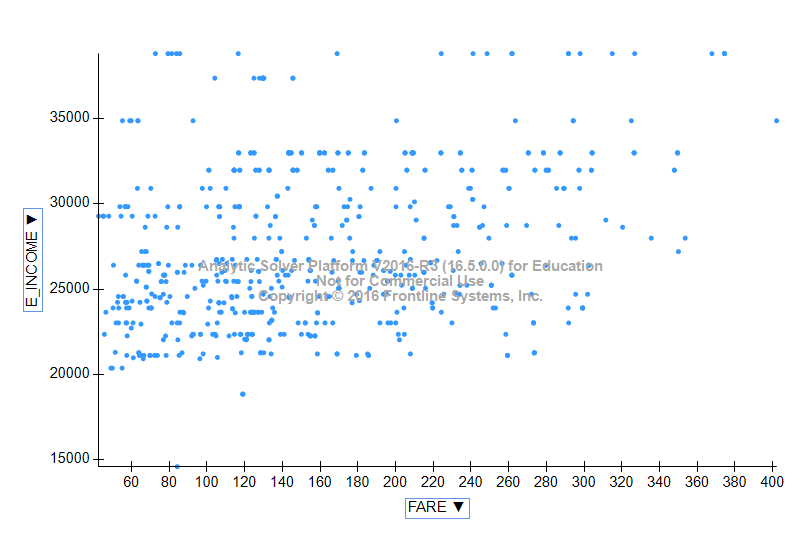 35000
30000
25000
20000
15000
E_INCOME ▼
Analytic Solver Platform V2016-R3 (16.5.0.0) for Education
Not for Commercial Use
Copyright © 2016 Frontline Systems, Inc.
60 80 100 120 140 160 180 200 220 240 260 280 300 320 340 360 380 400
FARE ▼